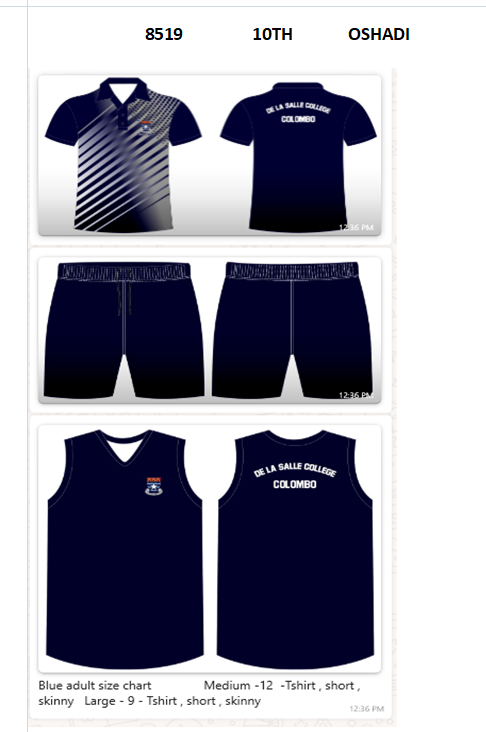 8519 10TH OSHADI
DE LA SALLE COLLEGE
COLOMBO
12:36 PM
12:36 PM
DE LA SALLE COLLEGE
COLOMBO
Blue adult size chart Medium -12 -Tshirt , short ,
skinny Large - 9 - Tshirt , short , skinny
12:36 PM